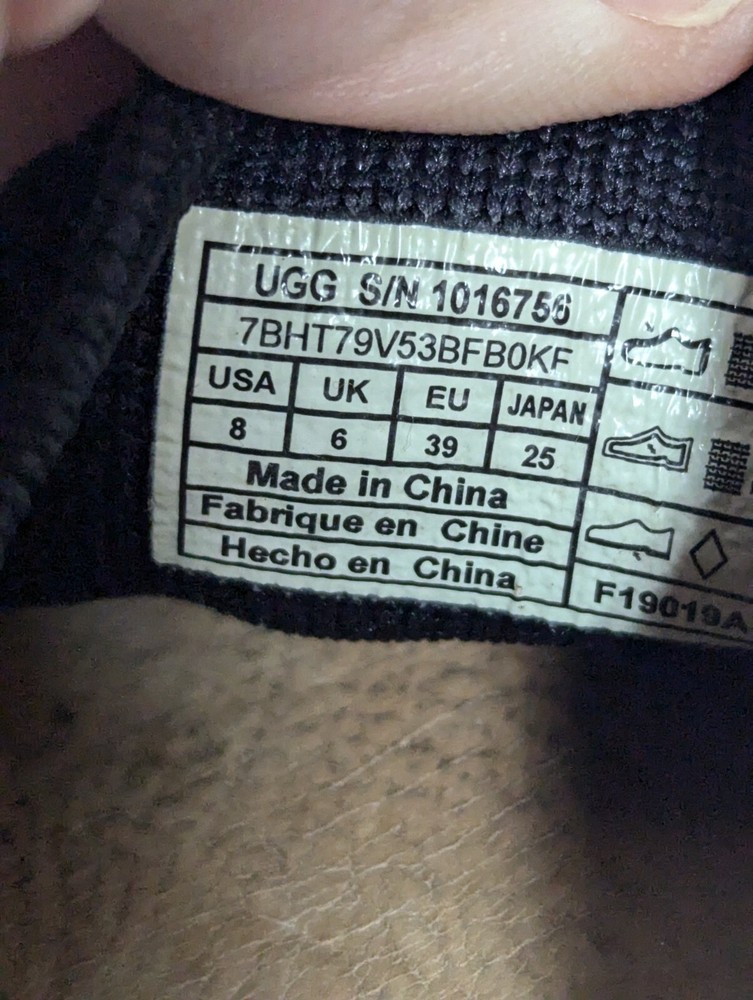 UGG S/N 1016756
7BHT79V53BFB0KF
USA UK EU JAPAN
8 6 39 25
Made in China
Fabrique en Chine
Hecho en China
F19019A